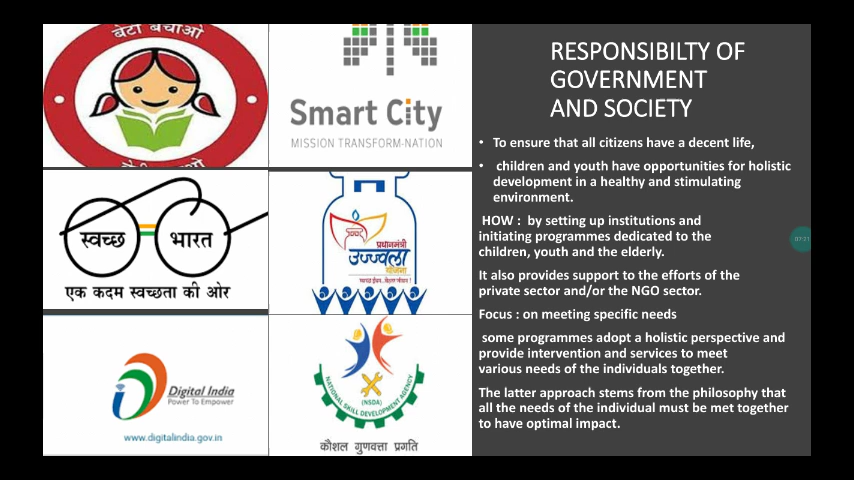 बेटी बचाओ
Smart City
MISSION TRANSFORM-NATION
स्वच्छ भारत
एक कदम स्वच्छता की ओर
प्रधानमंत्री
उज्ज्वला
योजना
स्वच्छ ईंधन, बेहतर जीवन !
Digital India
Power To Empower
www.digitalindia.gov.in
NATIONAL SKILL DEVELOPMENT AGENCY
(NSDA)
कौशल गुणवत्ता प्रगति
RESPONSIBILTY OF
GOVERNMENT
AND SOCIETY
• To ensure that all citizens have a decent life,
• children and youth have opportunities for holistic
development in a healthy and stimulating
environment.
HOW : by setting up institutions and
initiating programmes dedicated to the
children, youth and the elderly.
It also provides support to the efforts of the
private sector and/or the NGO sector.
Focus : on meeting specific needs
some programmes adopt a holistic perspective and
provide intervention and services to meet
various needs of the individuals together.
The latter approach stems from the philosophy that
all the needs of the individual must be met together
to have optimal impact.